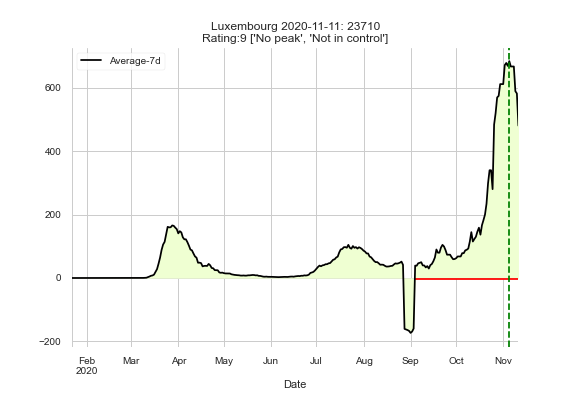 Luxembourg 2020-11-11: 23710
Rating:9 ['No peak', 'Not in control']
Average-7d
600
400
200
0
−200
Feb Mar Apr May Jun Jul Aug Sep Oct Nov
2020
Date